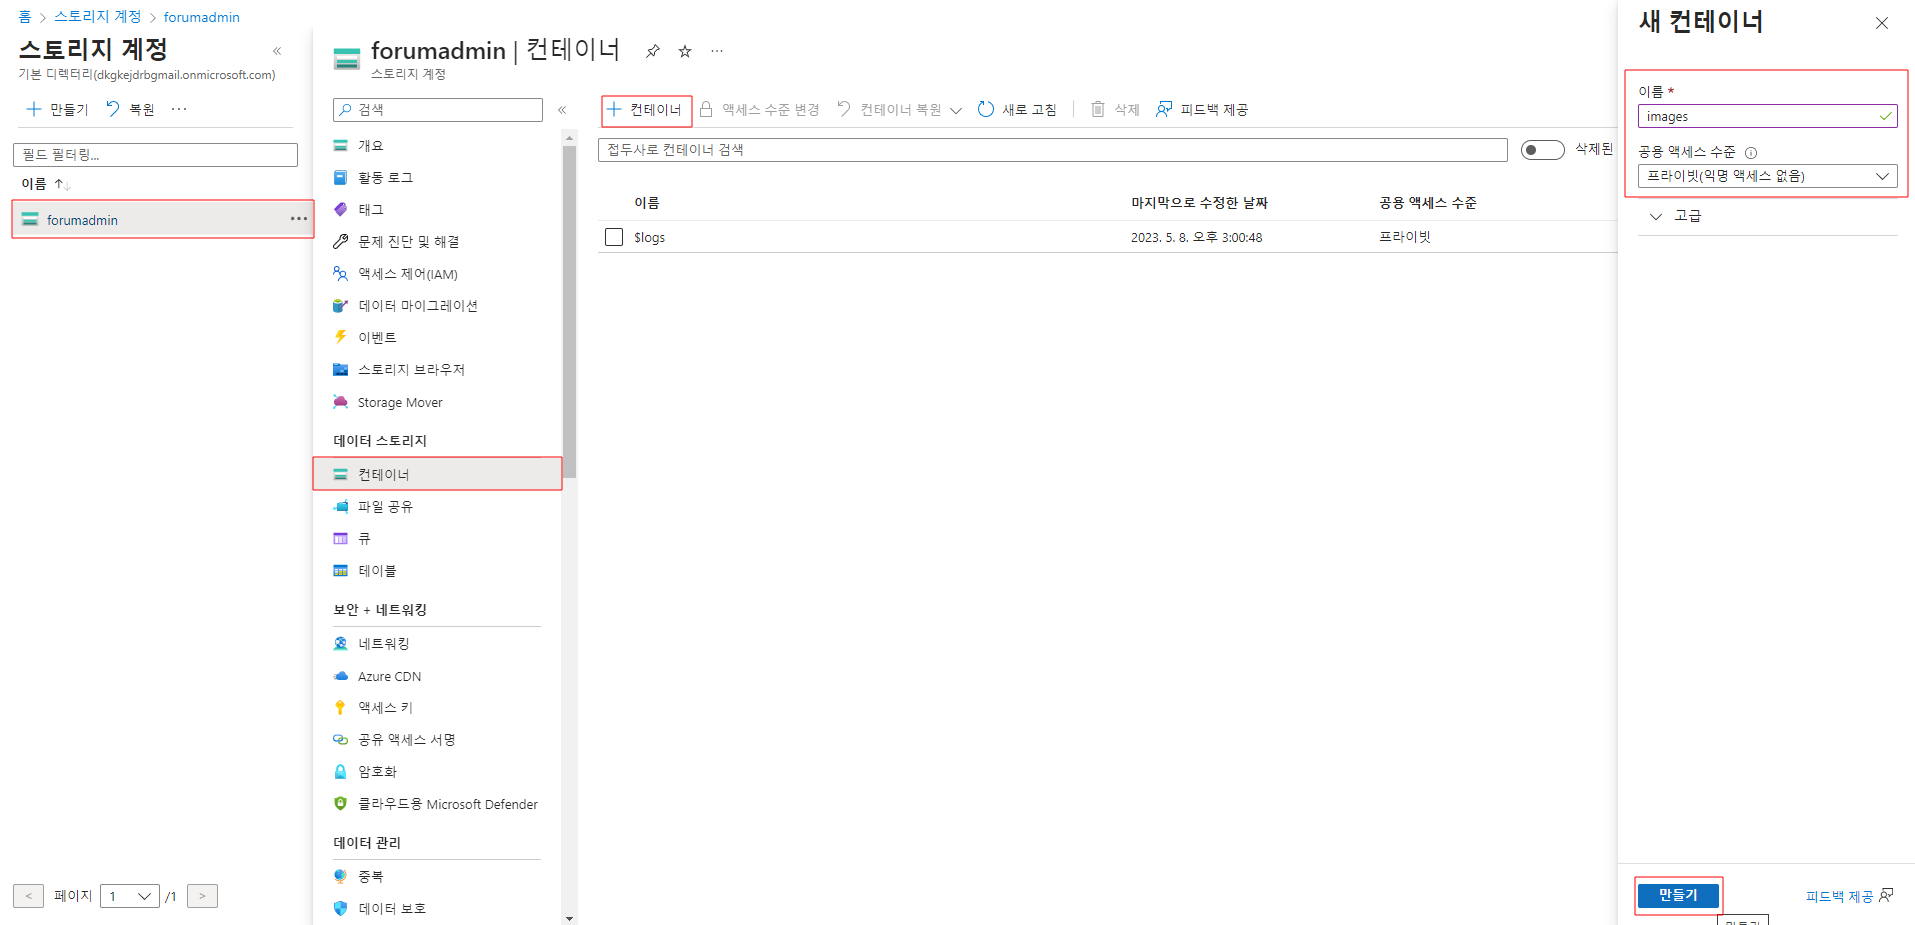 홈 > 스토리지 계정 > forumadmin
스토리지 계정
기본 디렉터리(dkgkejdrbgmail.onmicrosoft.com)
만들기 복원 ···
필드 필터링...
이름
forumadmin ···
< 페이지 1 /1 >
forumadmin | 컨테이너 ···
스토리지 계정
검색
개요
활동 로그
태그
문제 진단 및 해결
액세스 제어(IAM)
데이터 마이그레이션
이벤트
스토리지 브라우저
Storage Mover
데이터 스토리지
컨테이너
파일 공유
큐
테이블
보안 + 네트워킹
네트워킹
Azure CDN
액세스 키
공유 액세스 서명
암호화
클라우드용 Microsoft Defender
데이터 관리
중복
데이터 보호
컨테이너 액세스 수준 변경 컨테이너 복원 새로 고침 삭제 피드백 제공
접두사로 컨테이너 검색 삭제된
이름 마지막으로 수정한 날짜 공용 액세스 수준
$logs 2023. 5. 8. 오후 3:00:48 프라이빗
새 컨테이너
이름 *
images
공용 액세스 수준
프라이빗(익명 액세스 없음)
고급
만들기 피드백 제공